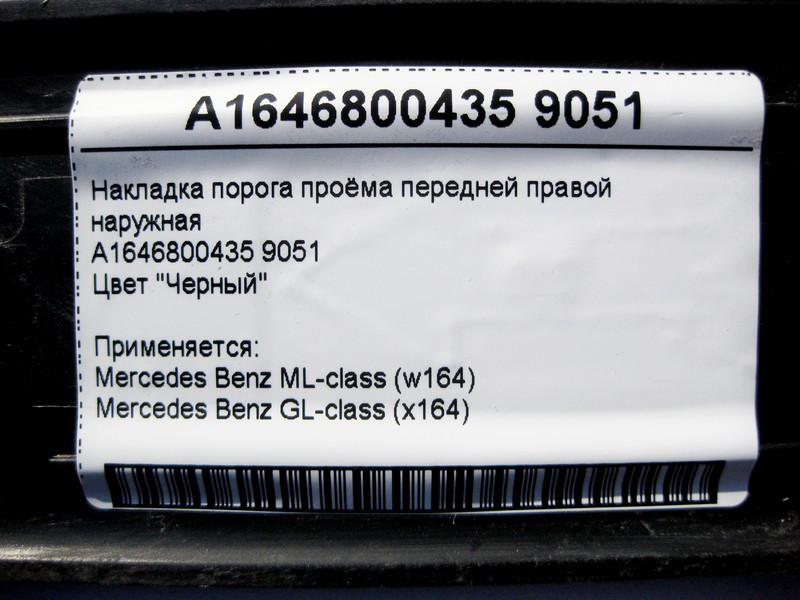 A1646800435 9051
Накладка порога проёма передней правой
наружная
A1646800435 9051
Цвет "Черный"
Применяется:
Mercedes Benz ML-class (w164)
Mercedes Benz GL-class (x164)